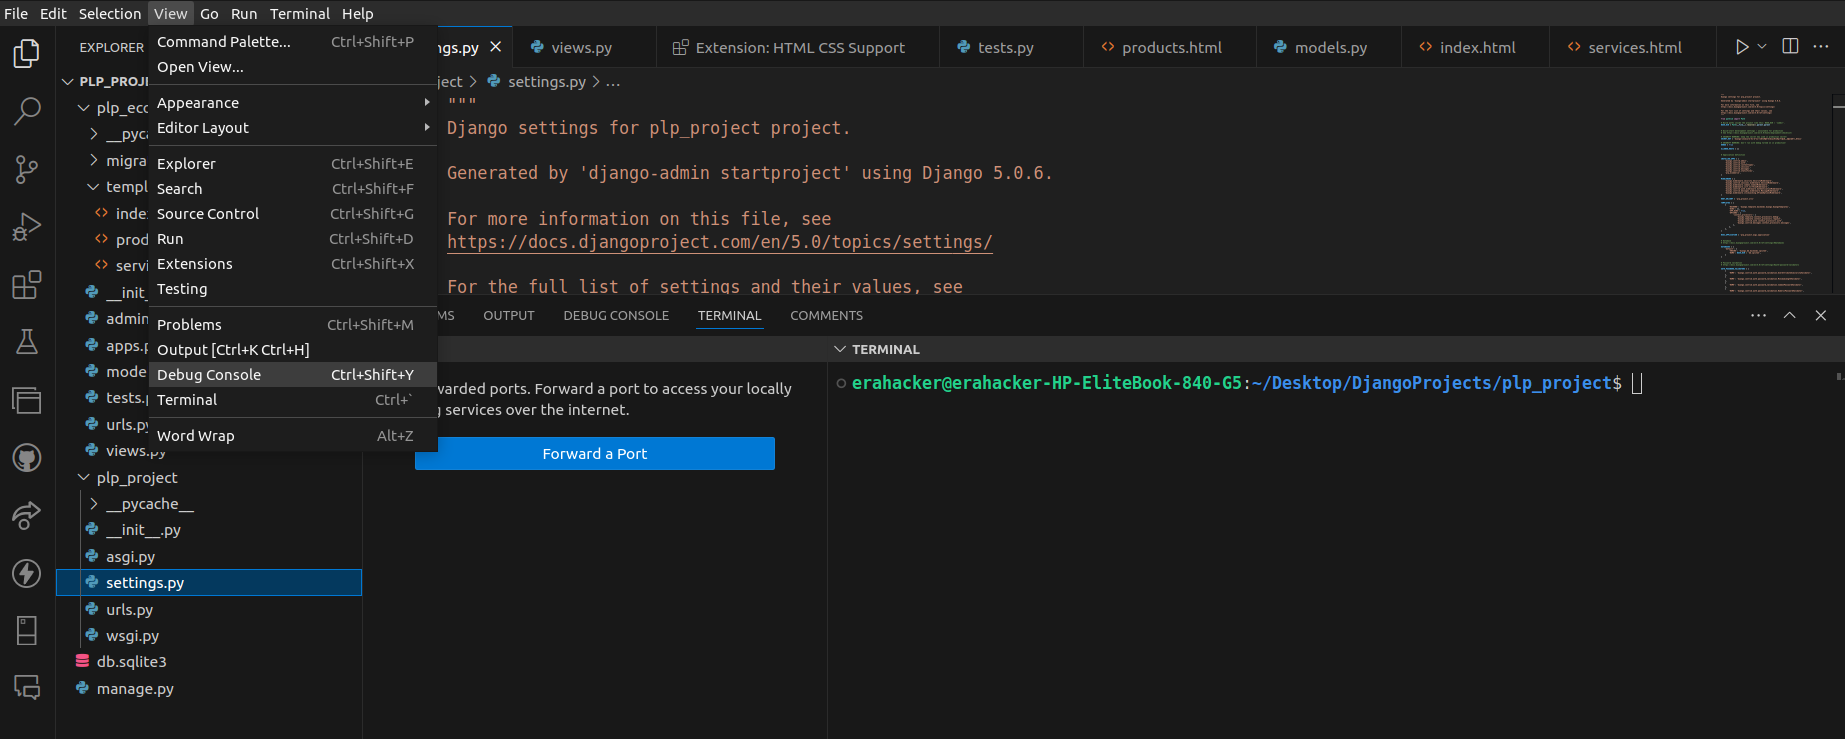 File Edit Selection View Go Run Terminal Help
EXPLORER
PLP_PROJ
plp_eco
__pyca
migra
templ
index
prod
servi
__init_
admin
apps.p
mode
tests.p
urls.py
views.py
plp_project
__pycache__
__init__.py
asgi.py
settings.py
urls.py
wsgi.py
db.sqlite3
manage.py
Command Palette... Ctrl+Shift+P
Open View...
Appearance
Editor Layout
Explorer Ctrl+Shift+E
Search Ctrl+Shift+F
Source Control Ctrl+Shift+G
Run Ctrl+Shift+D
Extensions Ctrl+Shift+X
Testing
Problems Ctrl+Shift+M
Output [Ctrl+K Ctrl+H]
Debug Console Ctrl+Shift+Y
Terminal Ctrl+`
Word Wrap Alt+Z
ngs.py views.py Extension: HTML CSS Support tests.py products.html models.py index.html services.html
ject > settings.py > ...
"""
Django settings for plp_project project.
Generated by 'django-admin startproject' using Django 5.0.6.
For more information on this file, see
https://docs.djangoproject.com/en/5.0/topics/settings/
For the full list of settings and their values, see
MS OUTPUT DEBUG CONSOLE TERMINAL COMMENTS
warded ports. Forward a port to access your locally
g services over the internet.
Forward a Port
TERMINAL
erahacker@erahacker-HP-EliteBook-840-G5:~/Desktop/DjangoProjects/plp_project$